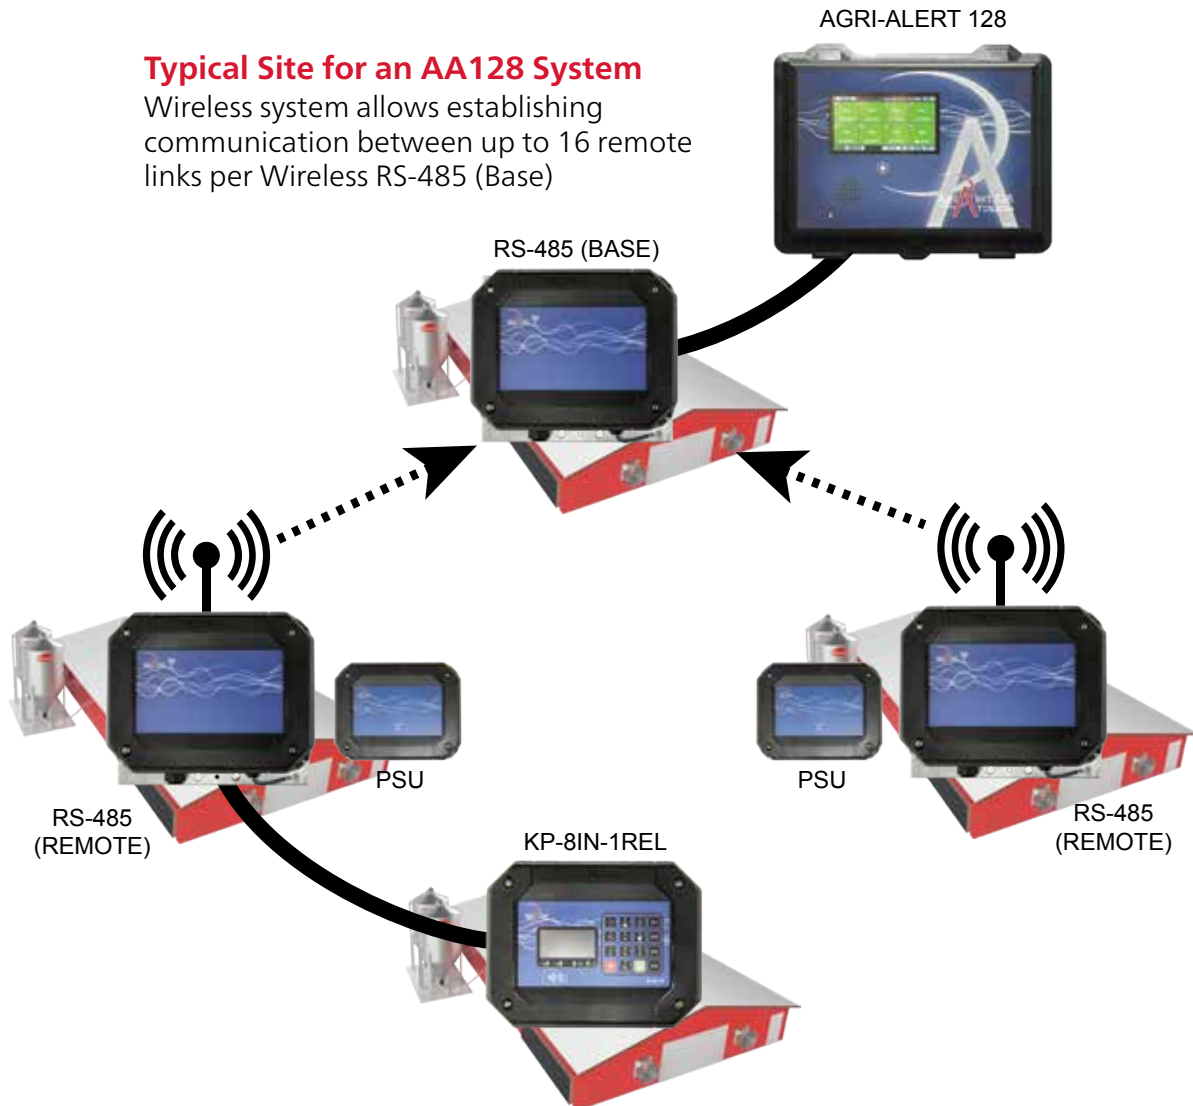 AGRI-ALERT 128
Typical Site for an AA128 System
Wireless system allows establishing
communication between up to 16 remote
links per Wireless RS-485 (Base)
RS-485 (BASE)
PSU
PSU
RS-485
(REMOTE)
RS-485
(REMOTE)
KP-8IN-1REL